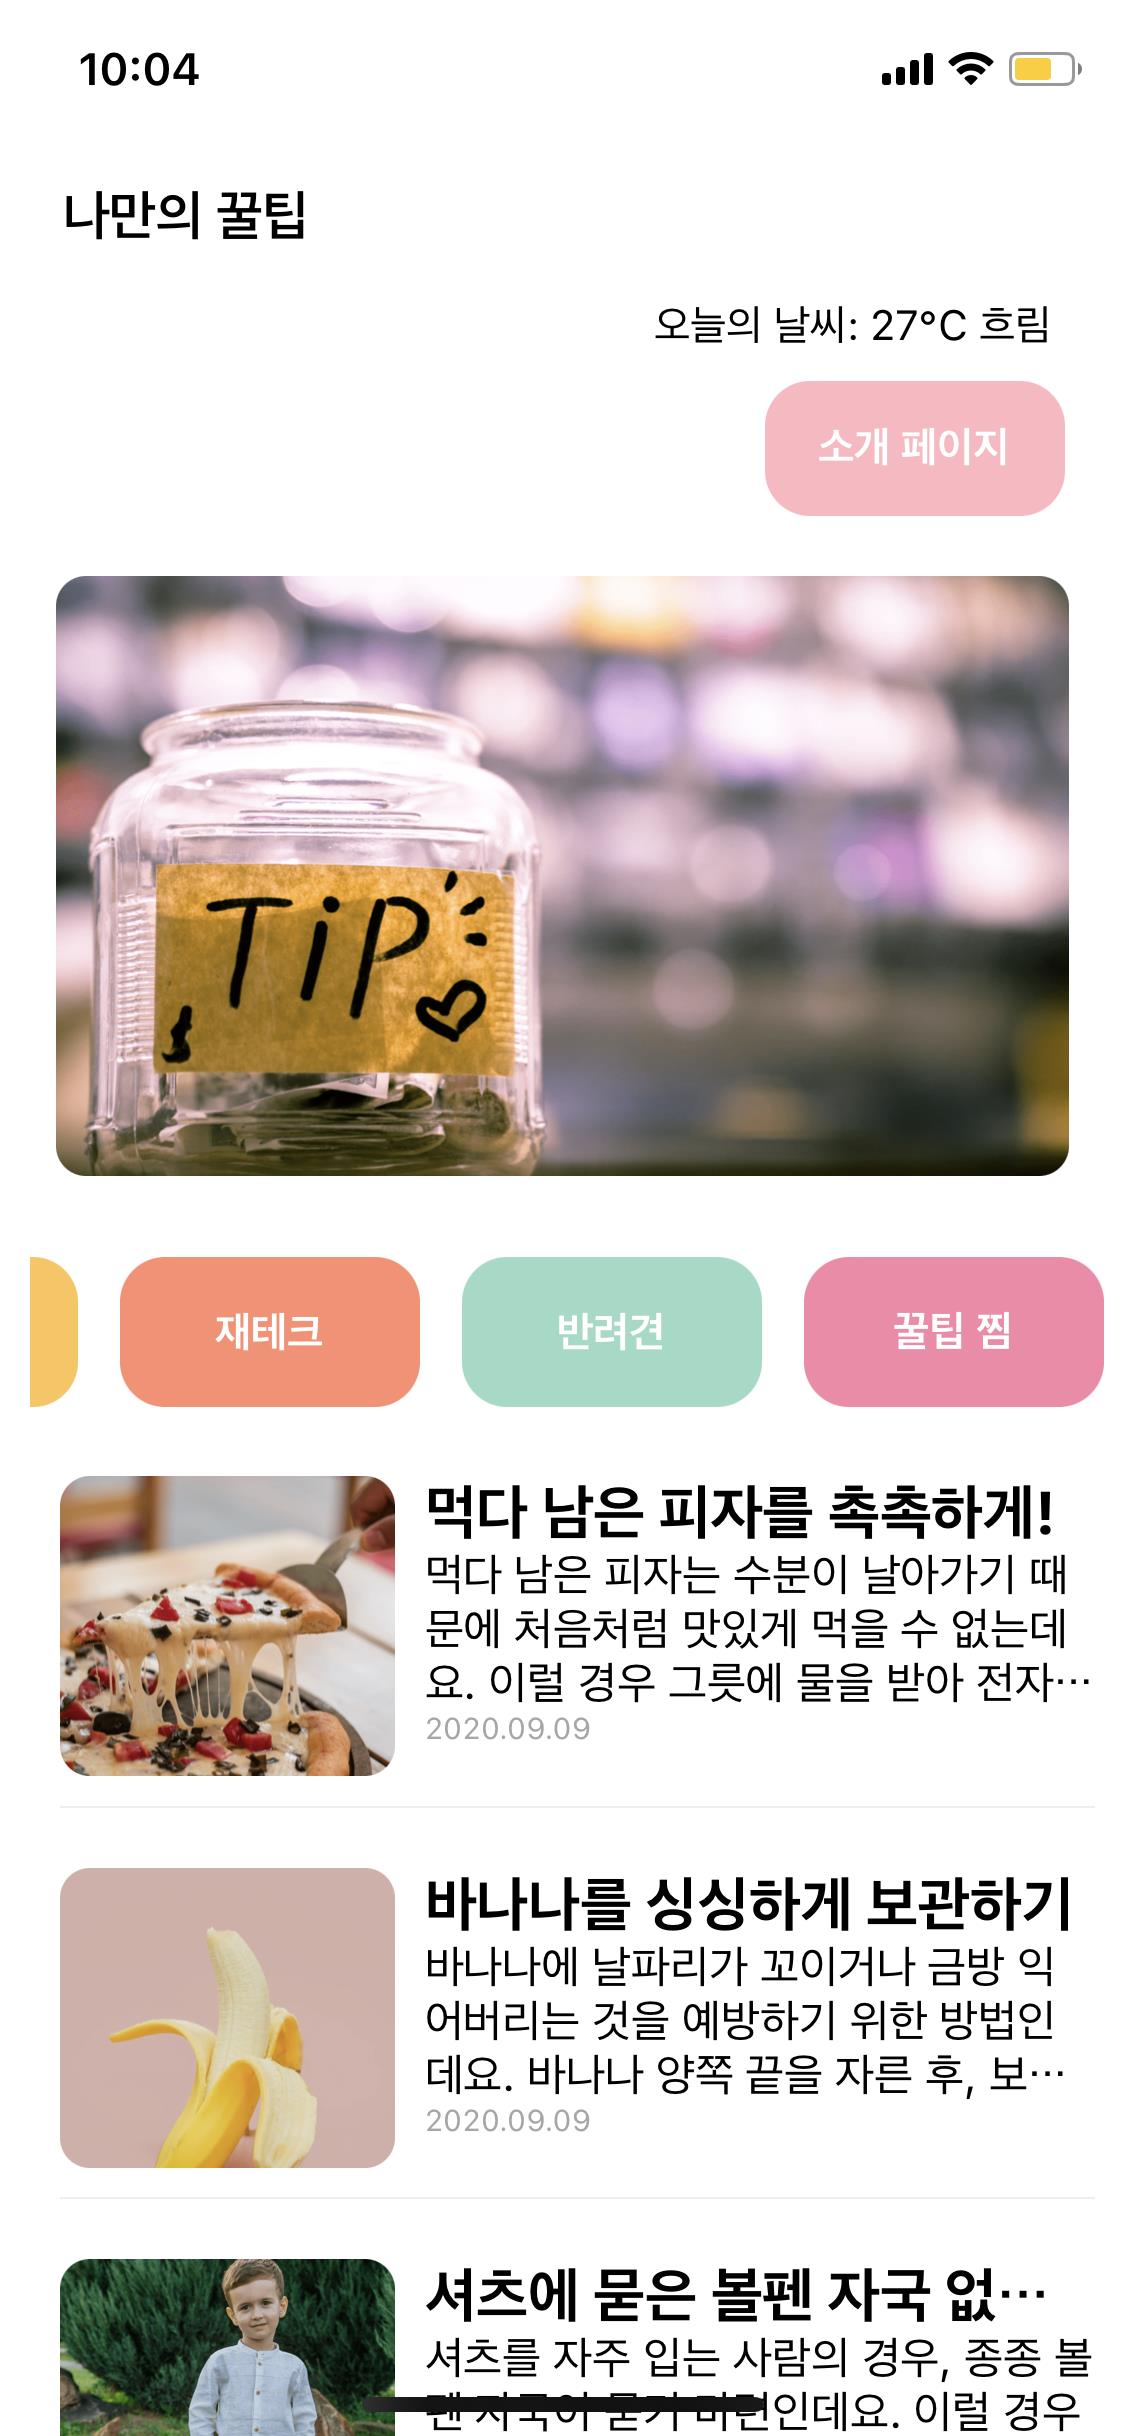 10:04
나만의 꿀팁
오늘의 날씨: 27°C 흐림
소개 페이지
TiP
재테크
반려견
꿀팁 찜
먹다 남은 피자를 촉촉하게!
먹다 남은 피자는 수분이 날아가기 때
문에 처음처럼 맛있게 먹을 수 없는데
요. 이럴 경우 그릇에 물을 받아 전자…
2020.09.09
바나나를 싱싱하게 보관하기
바나나에 날파리가 꼬이거나 금방 익
어버리는 것을 예방하기 위한 방법인
데요. 바나나 양쪽 끝을 자른 후, 보…
2020.09.09
셔츠에 묻은 볼펜 자국 없…
셔츠를 자주 입는 사람의 경우, 종종 볼
펜 자국이 묻기 마련인데요. 이럴 경우